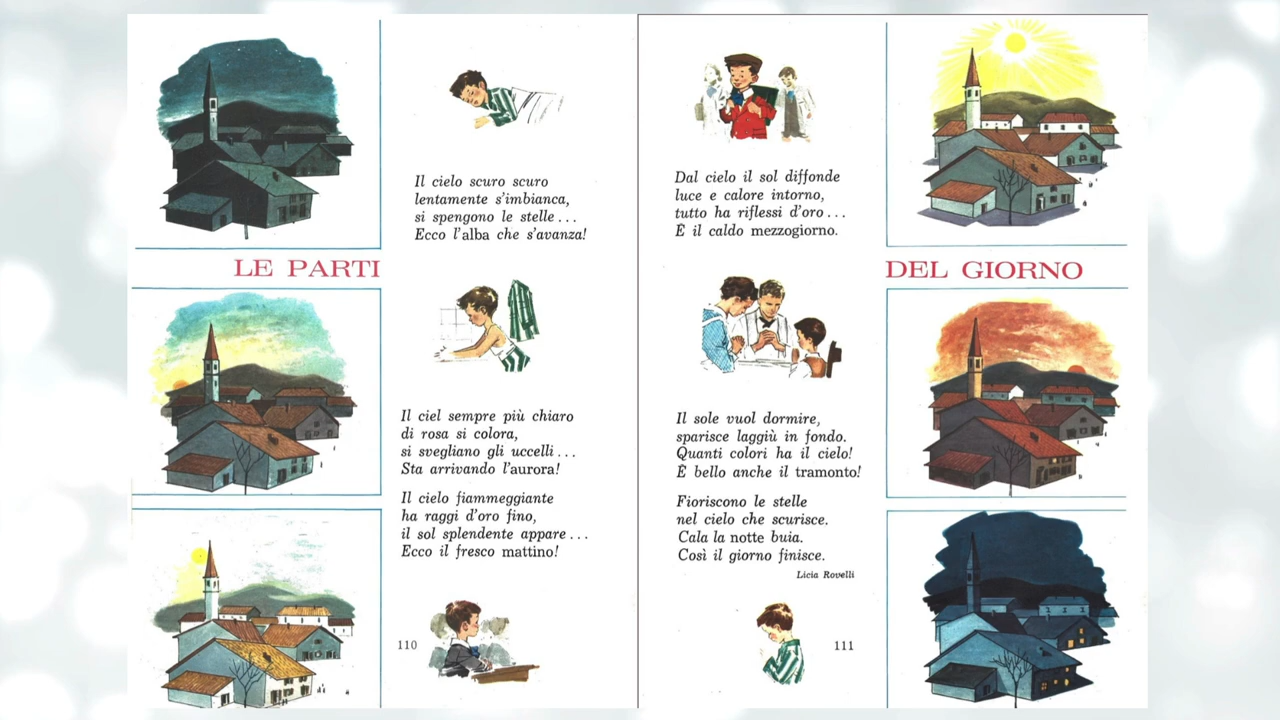 LE PARTI DEL GIORNO
Il cielo scuro scuro
lentamente s'imbianca,
si spengono le stelle...
Ecco l'alba che s'avanza!
Il ciel sempre più chiaro
di rosa si colora,
si svegliano gli uccelli...
Sta arrivando l'aurora!
Il cielo fiammeggiante
ha raggi d'oro fino,
il sol splendente appare...
Ecco il fresco mattino!
110
Dal cielo il sol diffonde
luce e calore intorno,
tutto ha riflessi d'oro...
È il caldo mezzogiorno.
Il sole vuol dormire,
sparisce laggiù in fondo.
Quanti colori ha il cielo!
È bello anche il tramonto!
Fioriscono le stelle
nel cielo che scurisce.
Cala la notte buia.
Così il giorno finisce.
Licia Rovelli
111